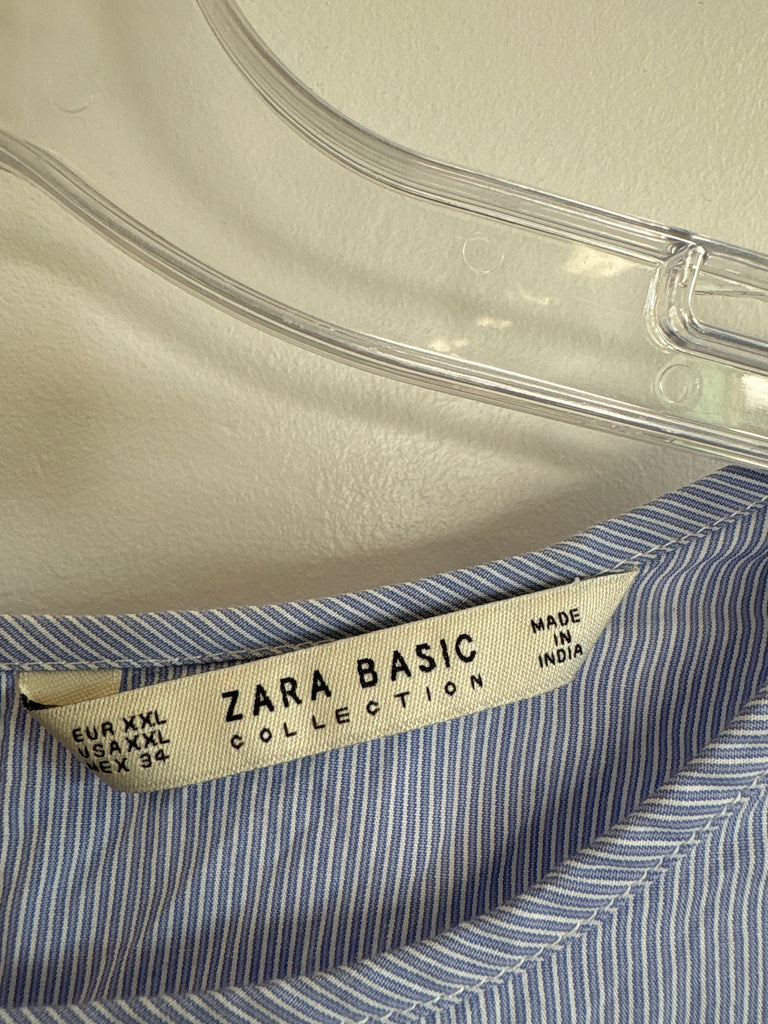 EUR XXL
USA XXL
MEX 34
ZARA BASIC
COLLECTION
MADE
IN
INDIA